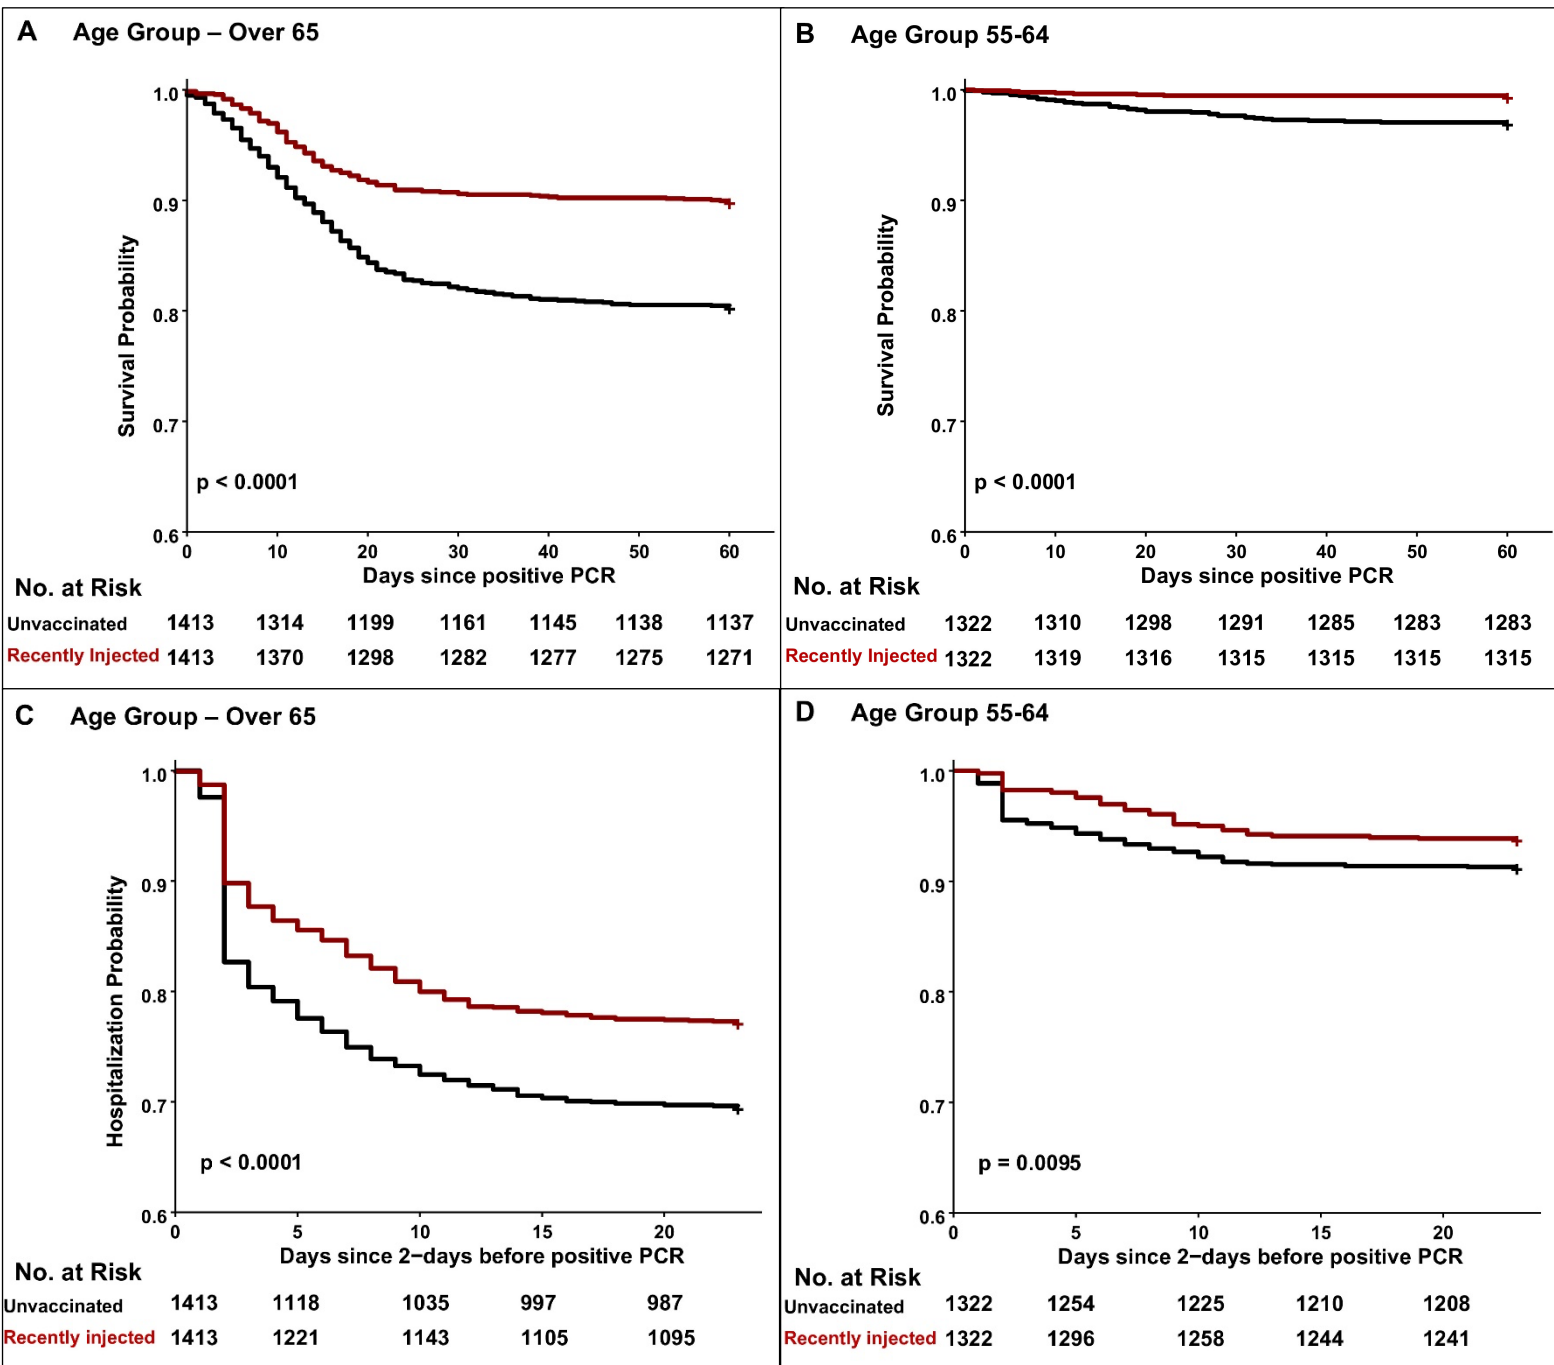 A Age Group – Over 65
1.0
0.9
0.8
0.7
0.6
Survival Probability
p < 0.0001
0 10 20 30 40 50 60
Days since positive PCR
No. at Risk
Unvaccinated 1413 1314 1199 1161 1145 1138 1137
Recently Injected 1413 1370 1298 1282 1277 1275 1271
B Age Group 55-64
1.0
0.9
0.8
0.7
0.6
Survival Probability
p < 0.0001
0 10 20 30 40 50 60
Days since positive PCR
No. at Risk
Unvaccinated 1322 1310 1298 1291 1285 1283 1283
Recently Injected 1322 1319 1316 1315 1315 1315 1315
C Age Group – Over 65
1.0
0.9
0.8
0.7
0.6
Hospitalization Probability
p < 0.0001
0 5 10 15 20
Days since 2−days before positive PCR
No. at Risk
Unvaccinated 1413 1118 1035 997 987
Recently injected 1413 1221 1143 1105 1095
D Age Group 55-64
1.0
0.9
0.8
0.7
0.6
p = 0.0095
0 5 10 15 20
Days since 2−days before positive PCR
No. at Risk
Unvaccinated 1322 1254 1225 1210 1208
Recently injected 1322 1296 1258 1244 1241